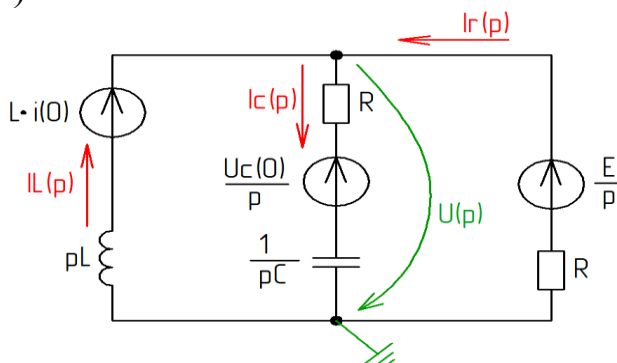 )
Ir(p)
L·i(0)
Ic(p)
R
IL(p)
Uc(0)
p
E
p
U(p)
pL
1
pC
R